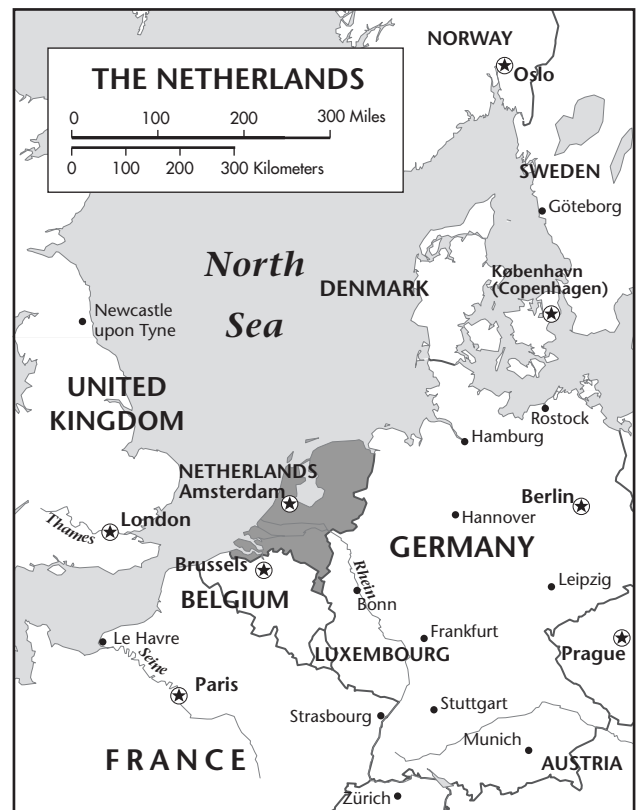 NORWAY
Oslo
THE NETHERLANDS
0 100 200 300 Miles
0 100 200 300 Kilometers
SWEDEN
Göteborg
North
Sea
DENMARK
København
(Copenhagen)
Newcastle
upon Tyne
UNITED
KINGDOM
Rostock
Hamburg
NETHERLANDS
Amsterdam
Berlin
Thames
London
Hannover
GERMANY
Brussels
Rhein
BELGIUM
Bonn
Leipzig
Le Havre
Seine
Frankfurt
LUXEMBOURG
Prague
Paris
Strasbourg
Stuttgart
Munich
FRANCE
AUSTRIA
Zürich